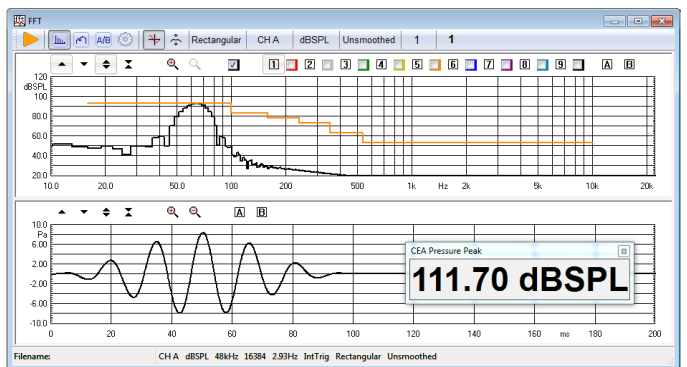 FFT
A/B Rectangular CH A dBSPL Unsmoothed 1 1
1 2 3 4 5 6 7 8 9 A B
120
dBSPL
100
80.0
60.0
40.0
20.0
10.0 20.0 50.0 100 200 500 1k Hz 2k 5k 10k 20k
A B
10.0
Pa
6.00
2.00
-2.00
-6.00
-10.0
CEA Pressure Peak B
111.70 dBSPL
0 20 40 60 80 100 120 140 160 ms 180 200
Filename: CH A dBSPL 48kHz 16384 2.93Hz IntTrig Rectangular Unsmoothed